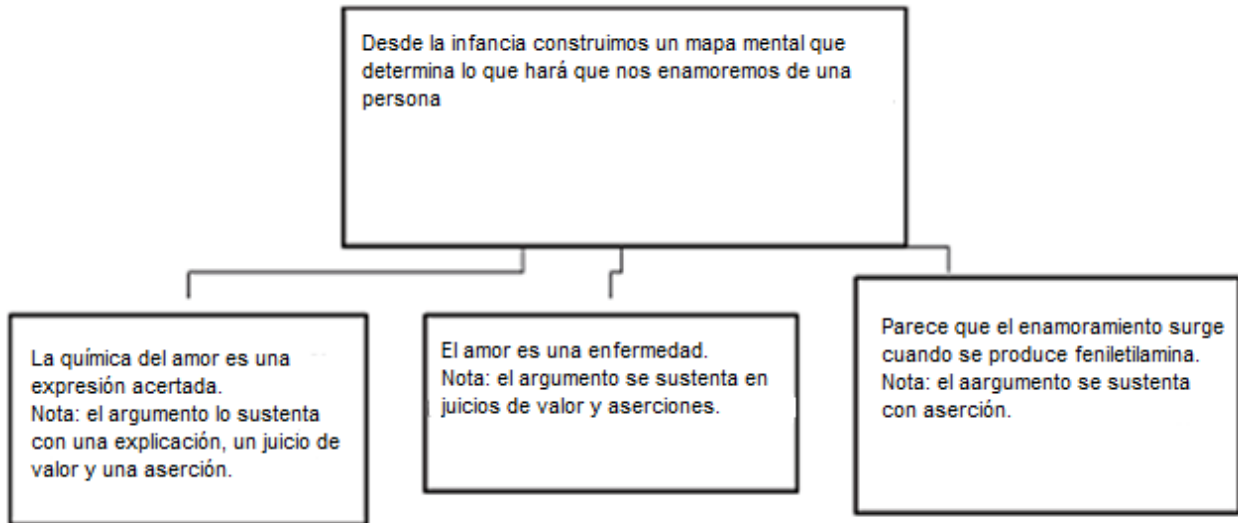 Desde la infancia construimos un mapa mental que
determina lo que hará que nos enamoremos de una
persona
La química del amor es una
expresión acertada.
Nota: el argumento lo sustenta
con una explicación, un juicio de
valor y una aserción.
El amor es una enfermedad.
Nota: el argumento se sustenta en
juicios de valor y aserciones.
Parece que el enamoramiento surge
cuando se produce feniletilamina.
Nota: el aargumento se sustenta
con aserción.